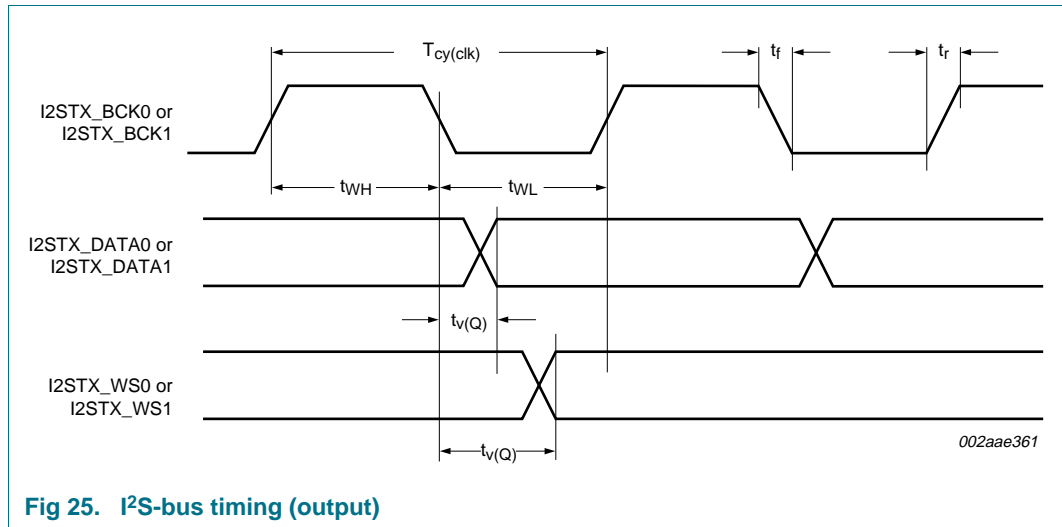 T cy(clk)
tf
tr
I2STX_BCK0 or
I2STX_BCK1
tWH
tWL
I2STX_DATA0 or
I2STX_DATA1
tv(Q)
I2STX_WS0 or
I2STX_WS1
tv(Q)
002aae361
Fig 25. I²S-bus timing (output)